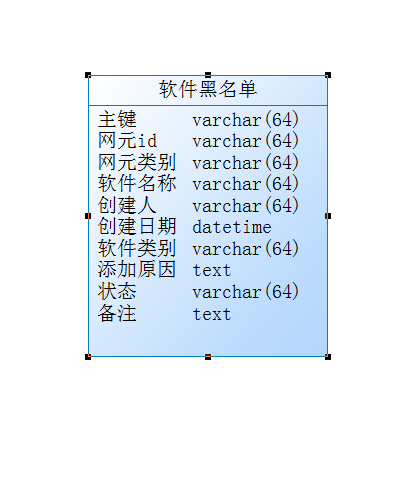 软件黑名单
主键 varchar(64)
网元id varchar(64)
网元类别 varchar(64)
软件名称 varchar(64)
创建人 varchar(64)
创建日期 datetime
软件类别 varchar(64)
添加原因 text
状态 varchar(64)
备注 text